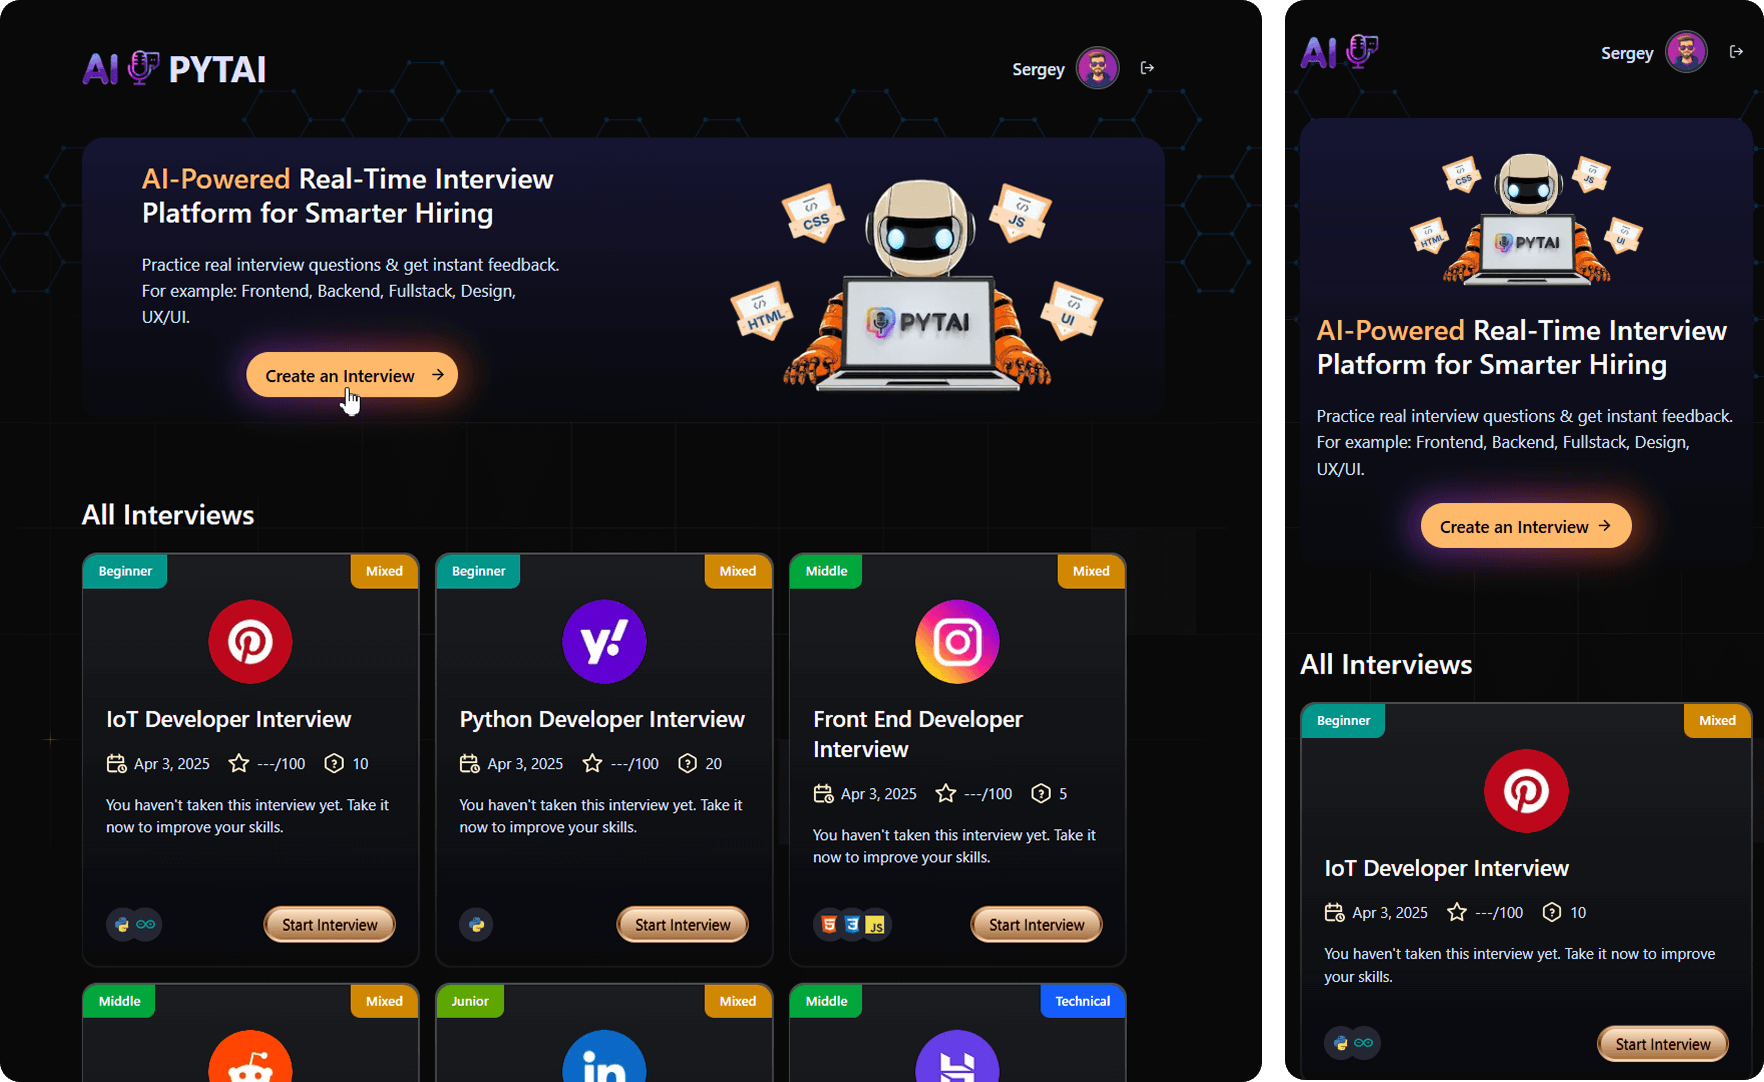 AI PYTAI
Sergey
AI-Powered Real-Time Interview
Platform for Smarter Hiring
Practice real interview questions & get instant feedback.
For example: Frontend, Backend, Fullstack, Design,
UX/UI.
Create an Interview
CSS
JS
HTML
UI
PYTAI
All Interviews
Beginner
Mixed
IoT Developer Interview
Apr 3, 2025 ---/100 10
You haven't taken this interview yet. Take it
now to improve your skills.
Start Interview
Beginner
Mixed
Python Developer Interview
Apr 3, 2025 ---/100 20
You haven't taken this interview yet. Take it
now to improve your skills.
Start Interview
Middle
Mixed
Front End Developer
Interview
Apr 3, 2025 ---/100 5
You haven't taken this interview yet. Take it
now to improve your skills.
5
3
JS
Start Interview
Middle
Mixed
Junior
Mixed
in
Middle
Technical
AI
Sergey
CSS
JS
HTML
UI
PYTAI
AI-Powered Real-Time Interview
Platform for Smarter Hiring
Practice real interview questions & get instant feedback.
For example: Frontend, Backend, Fullstack, Design,
UX/UI.
Create an Interview
All Interviews
Beginner
Mixed
IoT Developer Interview
Apr 3, 2025 ---/100 10
You haven't taken this interview yet. Take it now to improve
your skills.
Start Interview